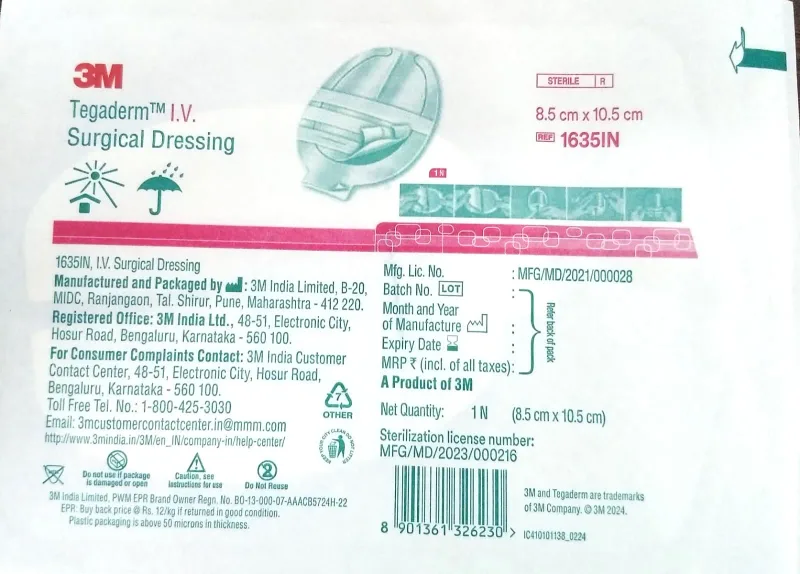 3M
Tegaderm™ I.V.
Surgical Dressing
STERILE R
8.5 cm x 10.5 cm
REF 1635IN
1 N
1635IN, I.V. Surgical Dressing
Manufactured and Packaged by : 3M India Limited, B-20,
MIDC, Ranjangaon, Tal. Shirur, Pune, Maharashtra - 412 220.
Registered Office: 3M India Ltd., 48-51, Electronic City,
Hosur Road, Bengaluru, Karnataka - 560 100.
For Consumer Complaints Contact: 3M India Customer
Contact Center, 48-51, Electronic City, Hosur Road,
Bengaluru, Karnataka - 560 100.
Toll Free Tel. No.: 1-800-425-3030
Email: 3mcustomercontactcenter.in@mmm.com
http://www.3mindia.in/3M/en_IN/company-in/help-center/
7
OTHER
KEEP YOUR CITY CLEAN DO NOT LITTER
Do not use if package
is damaged or open
Caution, see
instructions for use
2
Do Not Reuse
3M India Limited, PWM EPR Brand Owner Regn. No. BO-13-000-07-AAACB5724H-22
EPR: Buy back price @ Rs. 12/kg if returned in good condition.
Plastic packaging is above 50 microns in thickness.
Mfg. Lic. No. : MFG/MD/2021/000028
Batch No. LOT :
Month and Year
of Manufacture :
Expiry Date :
MRP ₹ (incl. of all taxes):
Refer back of pack
A Product of 3M
Net Quantity: 1 N (8.5 cm x 10.5 cm)
Sterilization license number:
MFG/MD/2023/000216
8 901361 326230 >
3M and Tegaderm are trademarks
of 3M Company. © 3M 2024.
IC410101138_0224